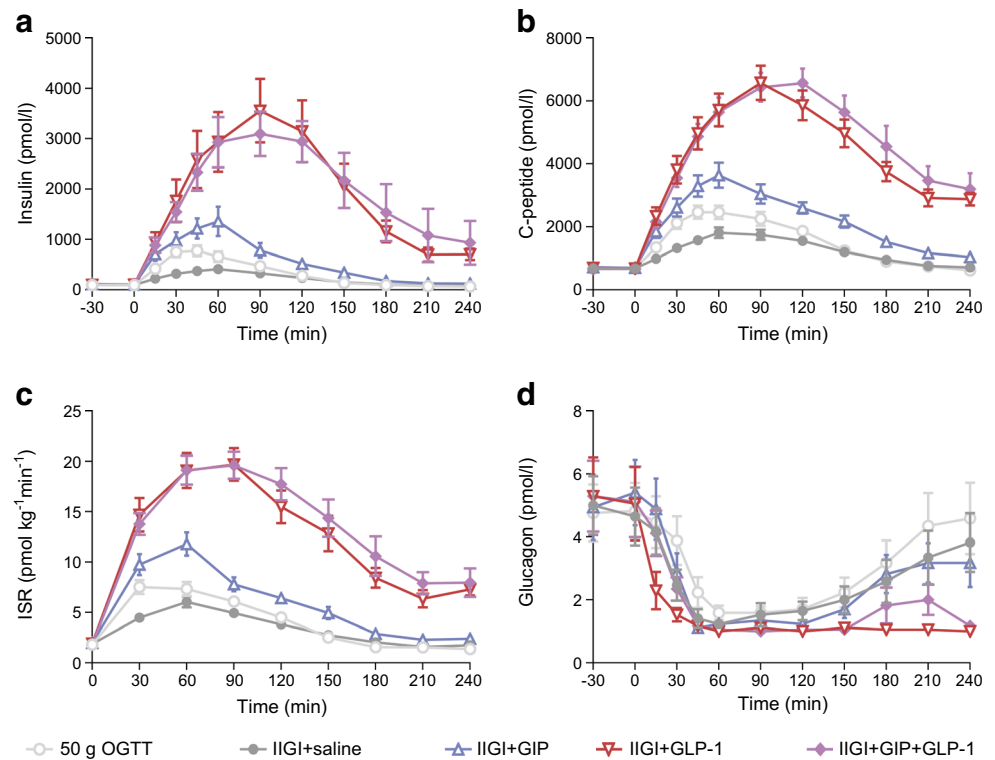 a
b
Insulin (pmol/l)
5000
4000
3000
2000
1000
0
-30 0 30 60 90 120 150 180 210 240
Time (min)
C-peptide (pmol/l)
8000
6000
4000
2000
0
-30 0 30 60 90 120 150 180 210 240
Time (min)
c
d
ISR (pmol kg⁻¹min⁻¹)
25
20
15
10
5
0
0 30 60 90 120 150 180 210 240
Time (min)
Glucagon (pmol/l)
8
6
4
2
0
-30 0 30 60 90 120 150 180 210 240
Time (min)
50 g OGTT IIGI+saline IIGI+GIP IIGI+GLP-1 IIGI+GIP+GLP-1